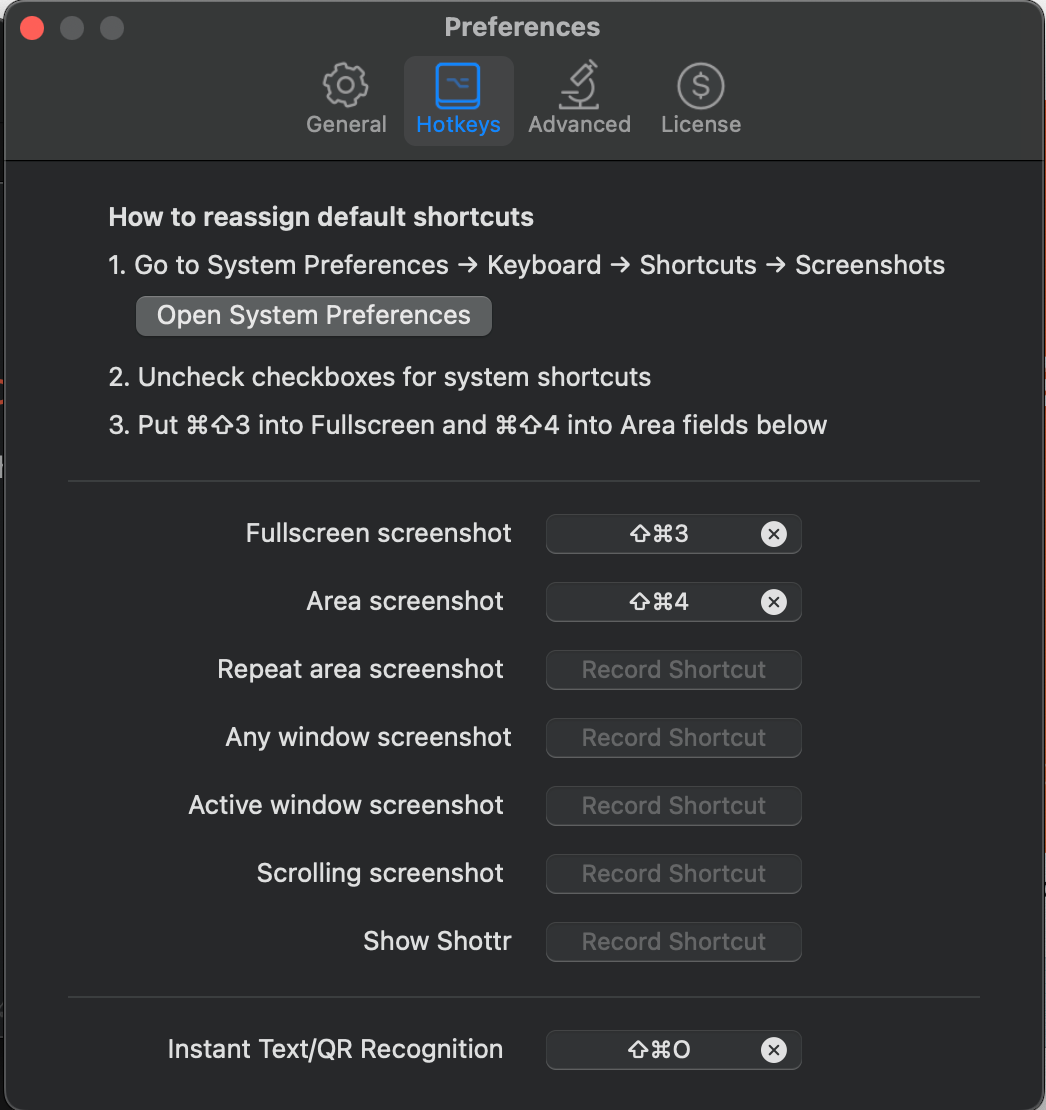 Preferences
General
Hotkeys
Advanced
License
How to reassign default shortcuts
1. Go to System Preferences → Keyboard → Shortcuts → Screenshots
Open System Preferences
2. Uncheck checkboxes for system shortcuts
3. Put ⌘⇧3 into Fullscreen and ⌘⇧4 into Area fields below
Fullscreen screenshot ⇧⌘3
Area screenshot ⇧⌘4
Repeat area screenshot Record Shortcut
Any window screenshot Record Shortcut
Active window screenshot Record Shortcut
Scrolling screenshot Record Shortcut
Show Shottr Record Shortcut
Instant Text/QR Recognition ⇧⌘O